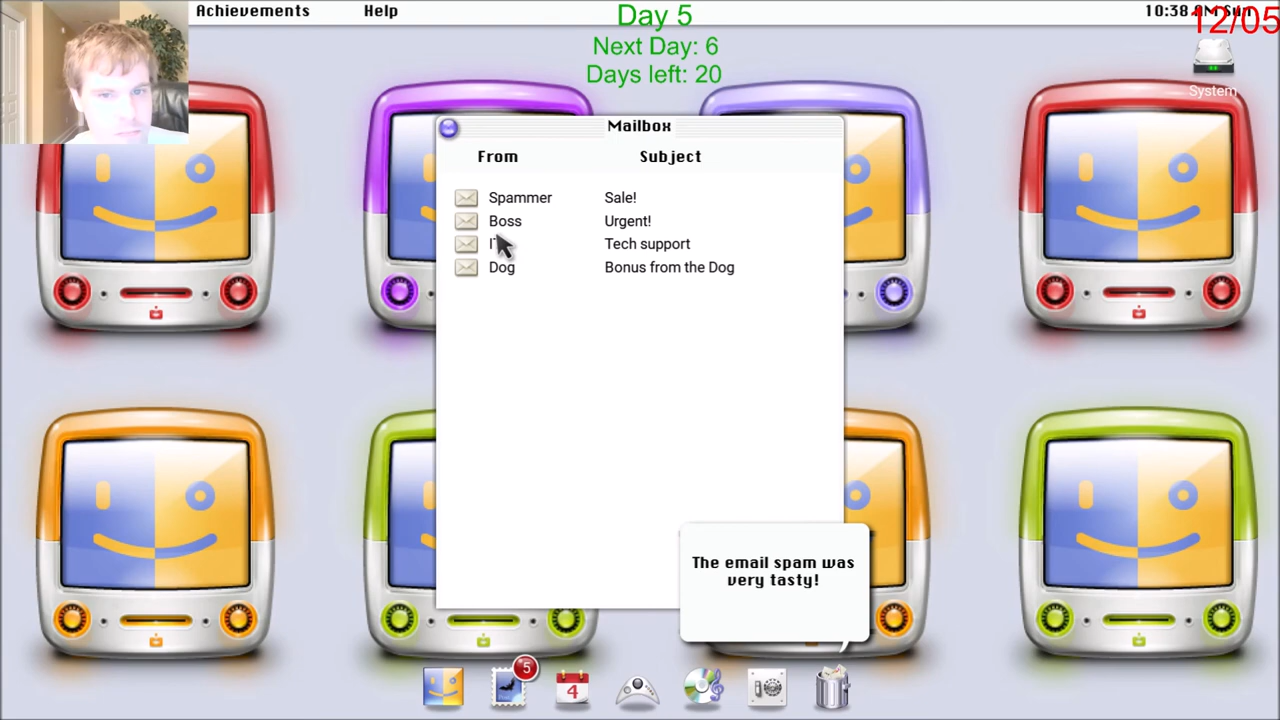 Achievements
Help
Day 5
Next Day: 6
Days left: 20
10:38 AM Sun
12/05
System
Mailbox
From Subject
Spammer Sale!
Boss Urgent!
Tech support
Dog Bonus from the Dog
The email spam was
very tasty!
5
4